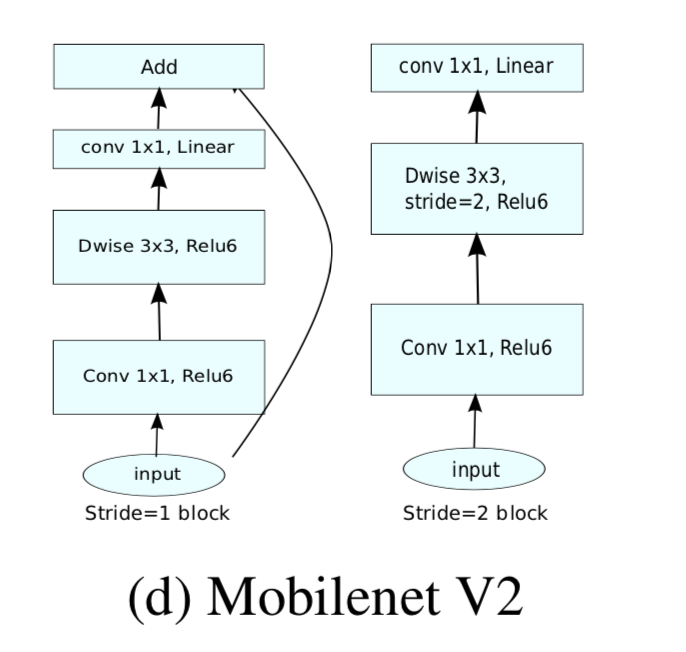 Add
conv 1x1, Linear
Dwise 3x3, Relu6
Conv 1x1, Relu6
input
Stride=1 block
conv 1x1, Linear
Dwise 3x3,
stride=2, Relu6
Conv 1x1, Relu6
input
Stride=2 block
(d) Mobilenet V2